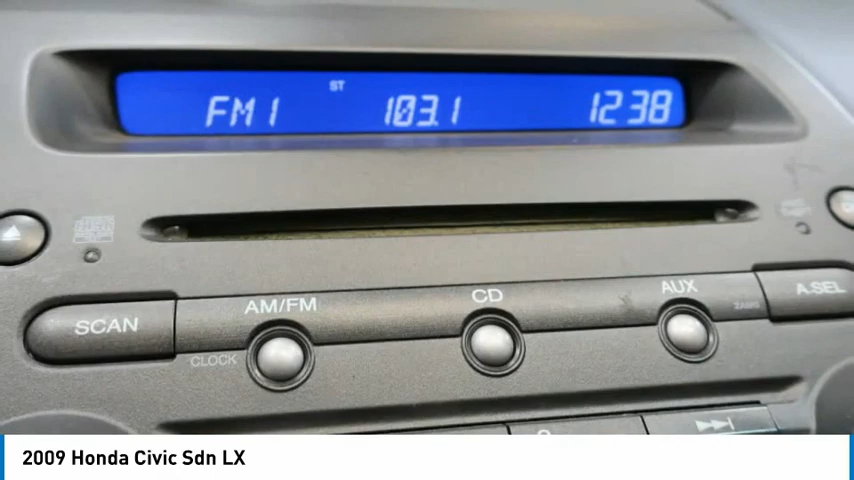 ST
FM1 103.1 12:38
AM/FM CD AUX
SCAN A.SEL
CLOCK
2009 Honda Civic Sdn LX